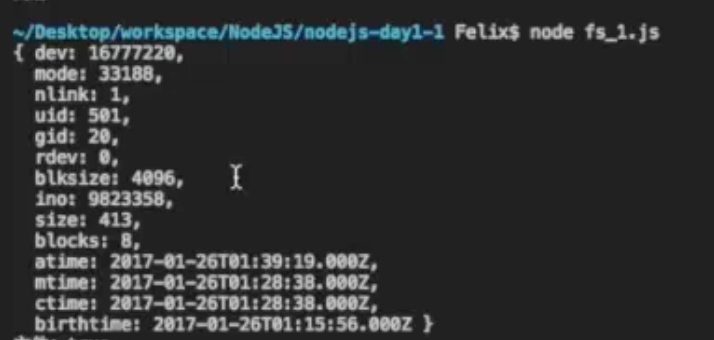 ~/Desktop/workspace/NodeJS/nodejs-day1-1 Felix$ node fs_1.js
{ dev: 16777220,
mode: 33188,
nlink: 1,
uid: 501,
gid: 20,
rdev: 0,
blksize: 4096,
ino: 9823358,
size: 413,
blocks: 8,
atime: 2017-01-26T01:39:19.000Z,
mtime: 2017-01-26T01:28:38.000Z,
ctime: 2017-01-26T01:28:38.000Z,
birthtime: 2017-01-26T01:15:56.000Z }